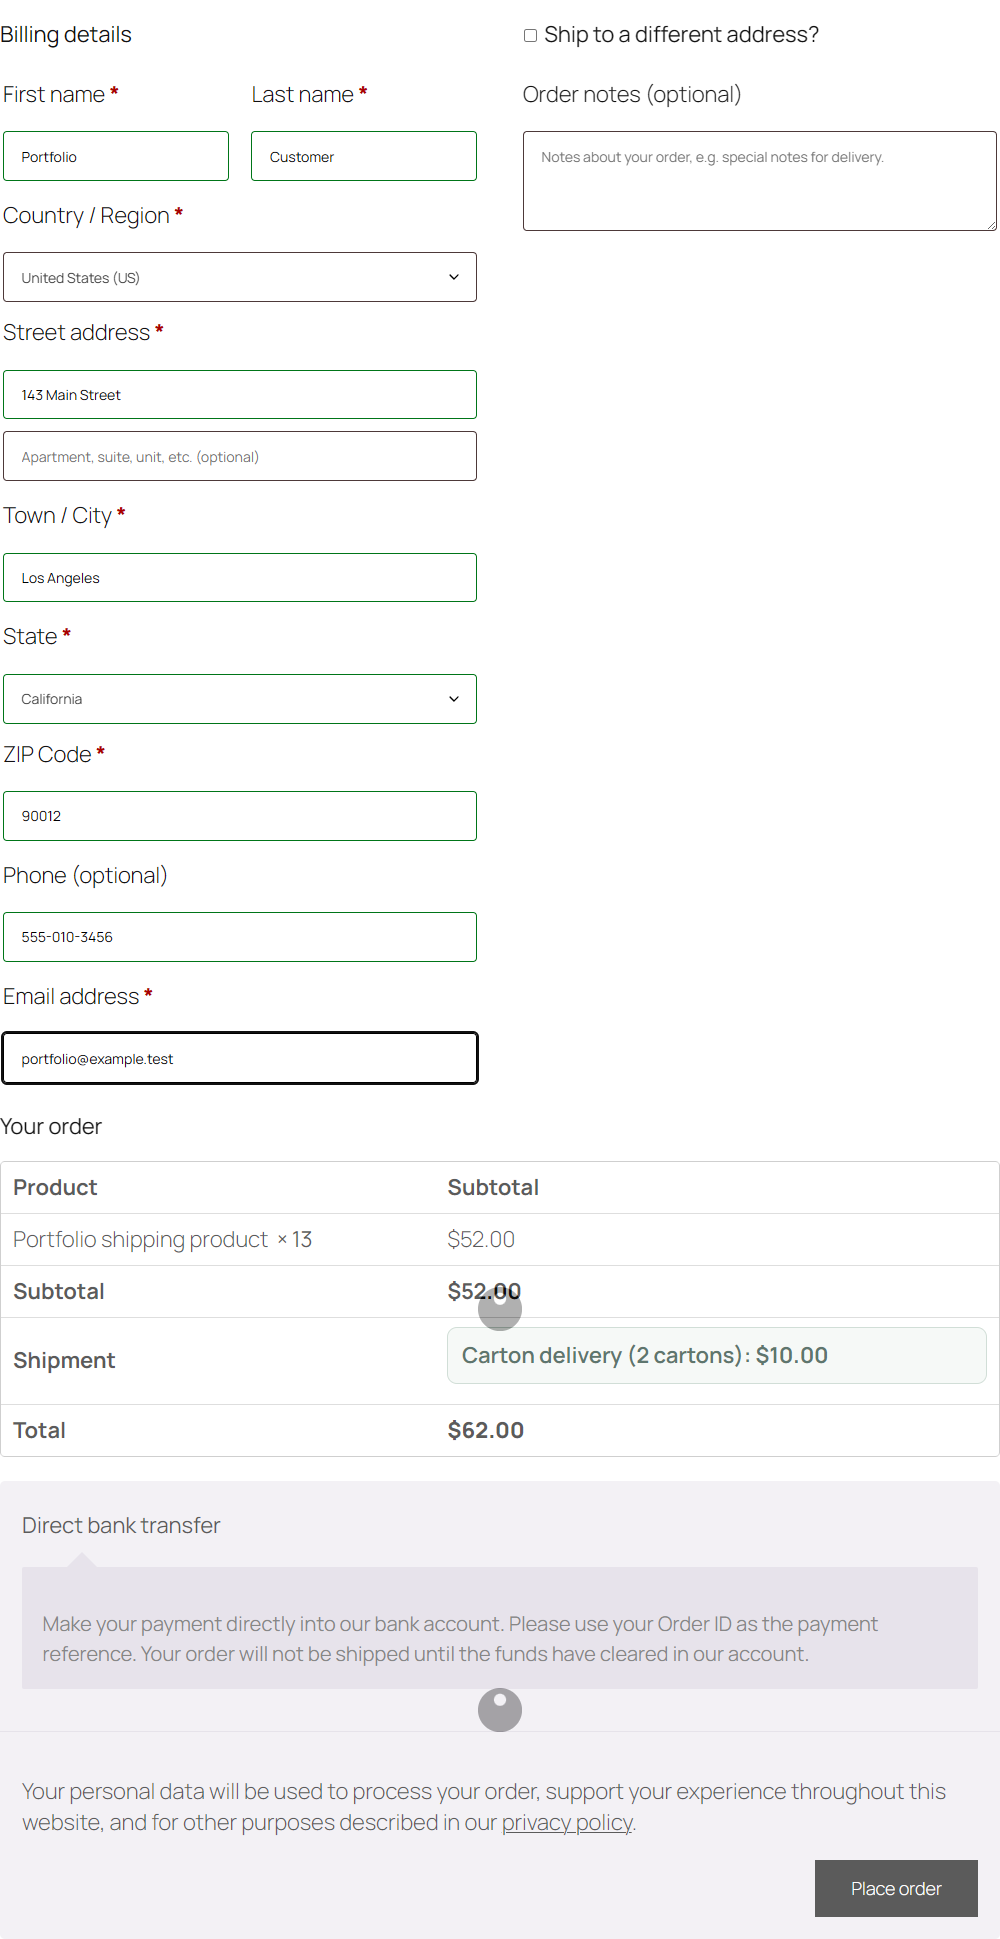 Billing details
First name *
Last name *
Portfolio
Customer
Country / Region *
United States (US)
Street address *
143 Main Street
Apartment, suite, unit, etc. (optional)
Town / City *
Los Angeles
State *
California
ZIP Code *
90012
Phone (optional)
555-010-3456
Email address *
portfolio@example.test
Ship to a different address?
Order notes (optional)
Notes about your order, e.g. special notes for delivery.
Your order
Product Subtotal
Portfolio shipping product × 13 $52.00
Subtotal $52.00
Shipment Carton delivery (2 cartons): $10.00
Total $62.00
Direct bank transfer
Make your payment directly into our bank account. Please use your Order ID as the payment
reference. Your order will not be shipped until the funds have cleared in our account.
Your personal data will be used to process your order, support your experience throughout this
website, and for other purposes described in our privacy policy.
Place order